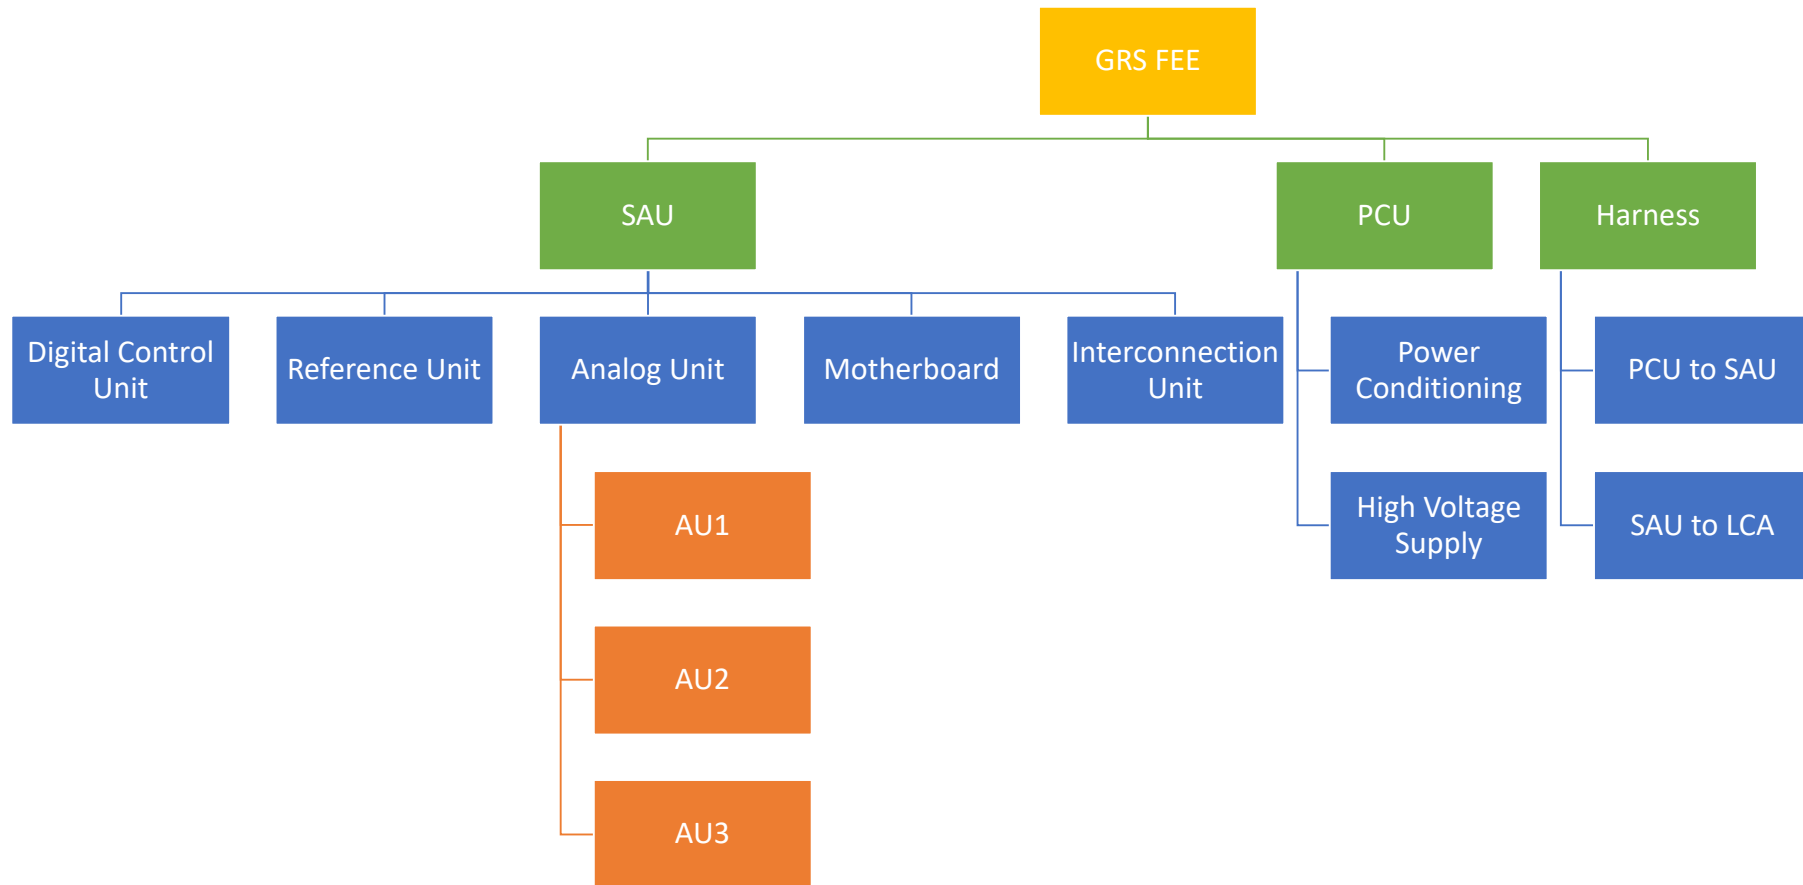 GRS FEE
SAU
PCU
Harness
Digital Control
Unit
Reference Unit
Analog Unit
Motherboard
Interconnection
Unit
Power
Conditioning
PCU to SAU
AU1
High Voltage
Supply
SAU to LCA
AU2
AU3